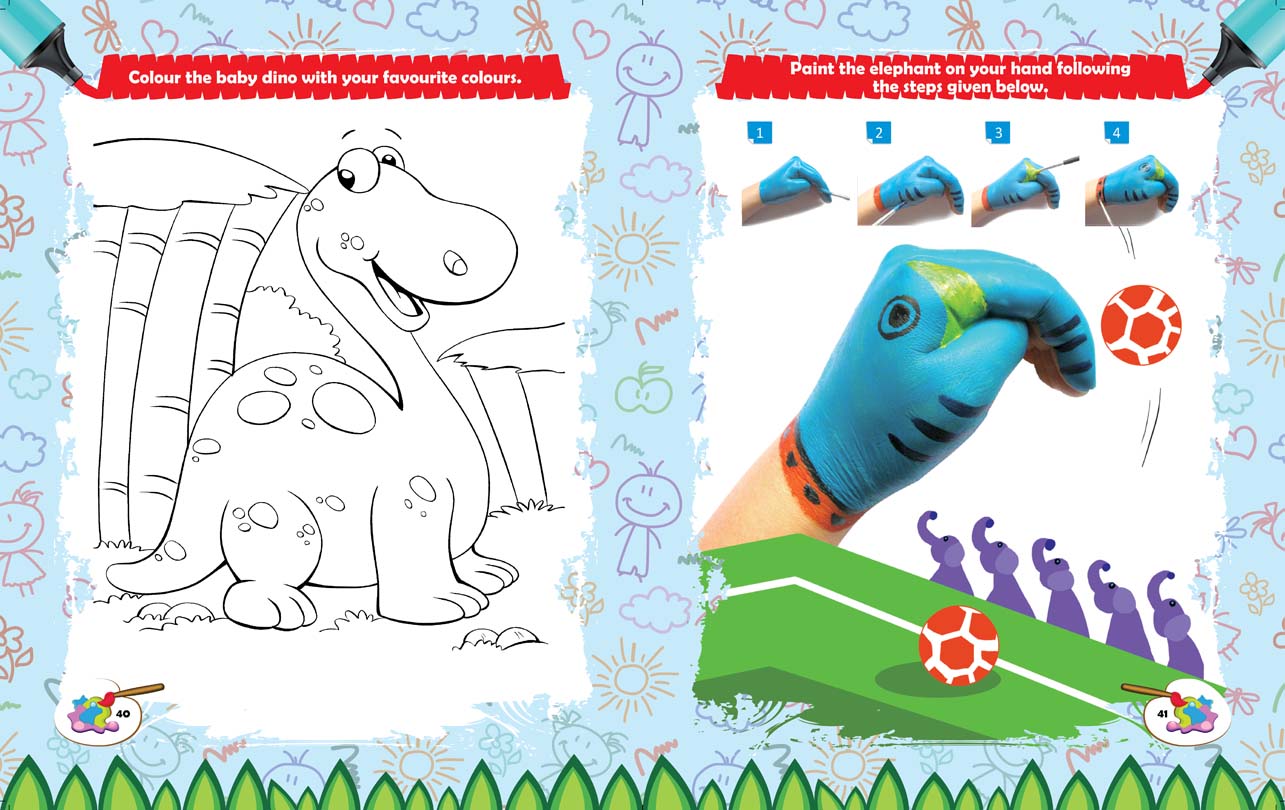 Colour the baby dino with your favourite colours.
40
Paint the elephant on your hand following
the steps given below.
1
2
3
4
41